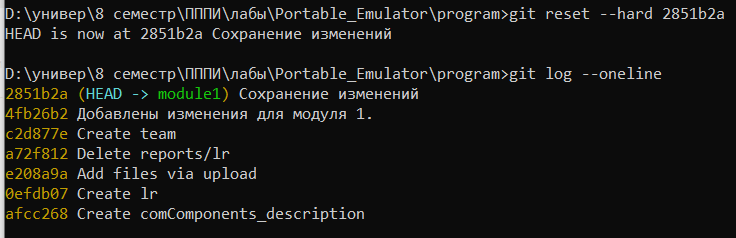 D:\универ\8 семестр\ПППИ\лабы\Portable_Emulator\program>git reset --hard 2851b2a
HEAD is now at 2851b2a Сохранение изменений
D:\универ\8 семестр\ПППИ\лабы\Portable_Emulator\program>git log --oneline
2851b2a (HEAD -> module1) Сохранение изменений
4fb26b2 Добавлены изменения для модуля 1.
c2d877e Create team
a72f812 Delete reports/lr
e208a9a Add files via upload
0efdb07 Create lr
afcc268 Create comComponents_description